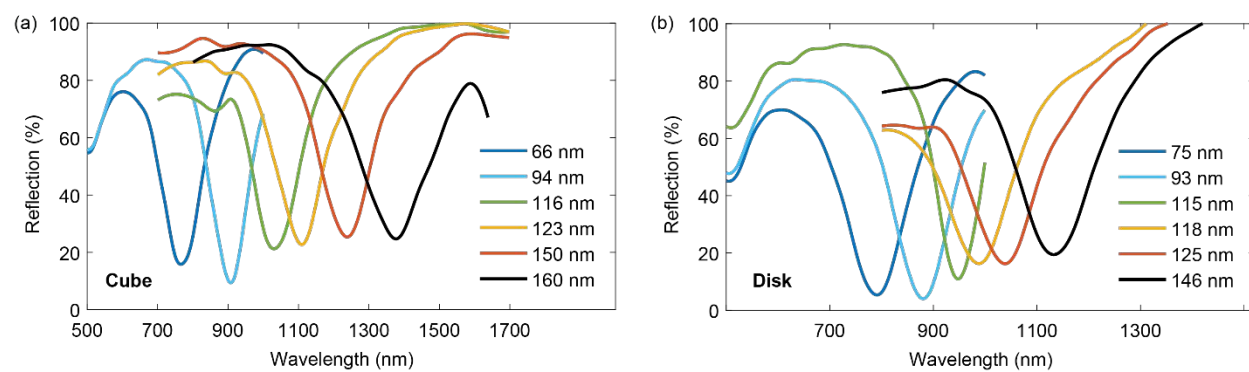 (a)
100
80
60
40
20
0
Reflection (%)
66 nm
94 nm
116 nm
123 nm
150 nm
160 nm
Cube
500 700 900 1100 1300 1500 1700
Wavelength (nm)
(b)
100
80
60
40
20
0
Reflection (%)
75 nm
93 nm
115 nm
118 nm
125 nm
146 nm
Disk
700 900 1100 1300
Wavelength (nm)